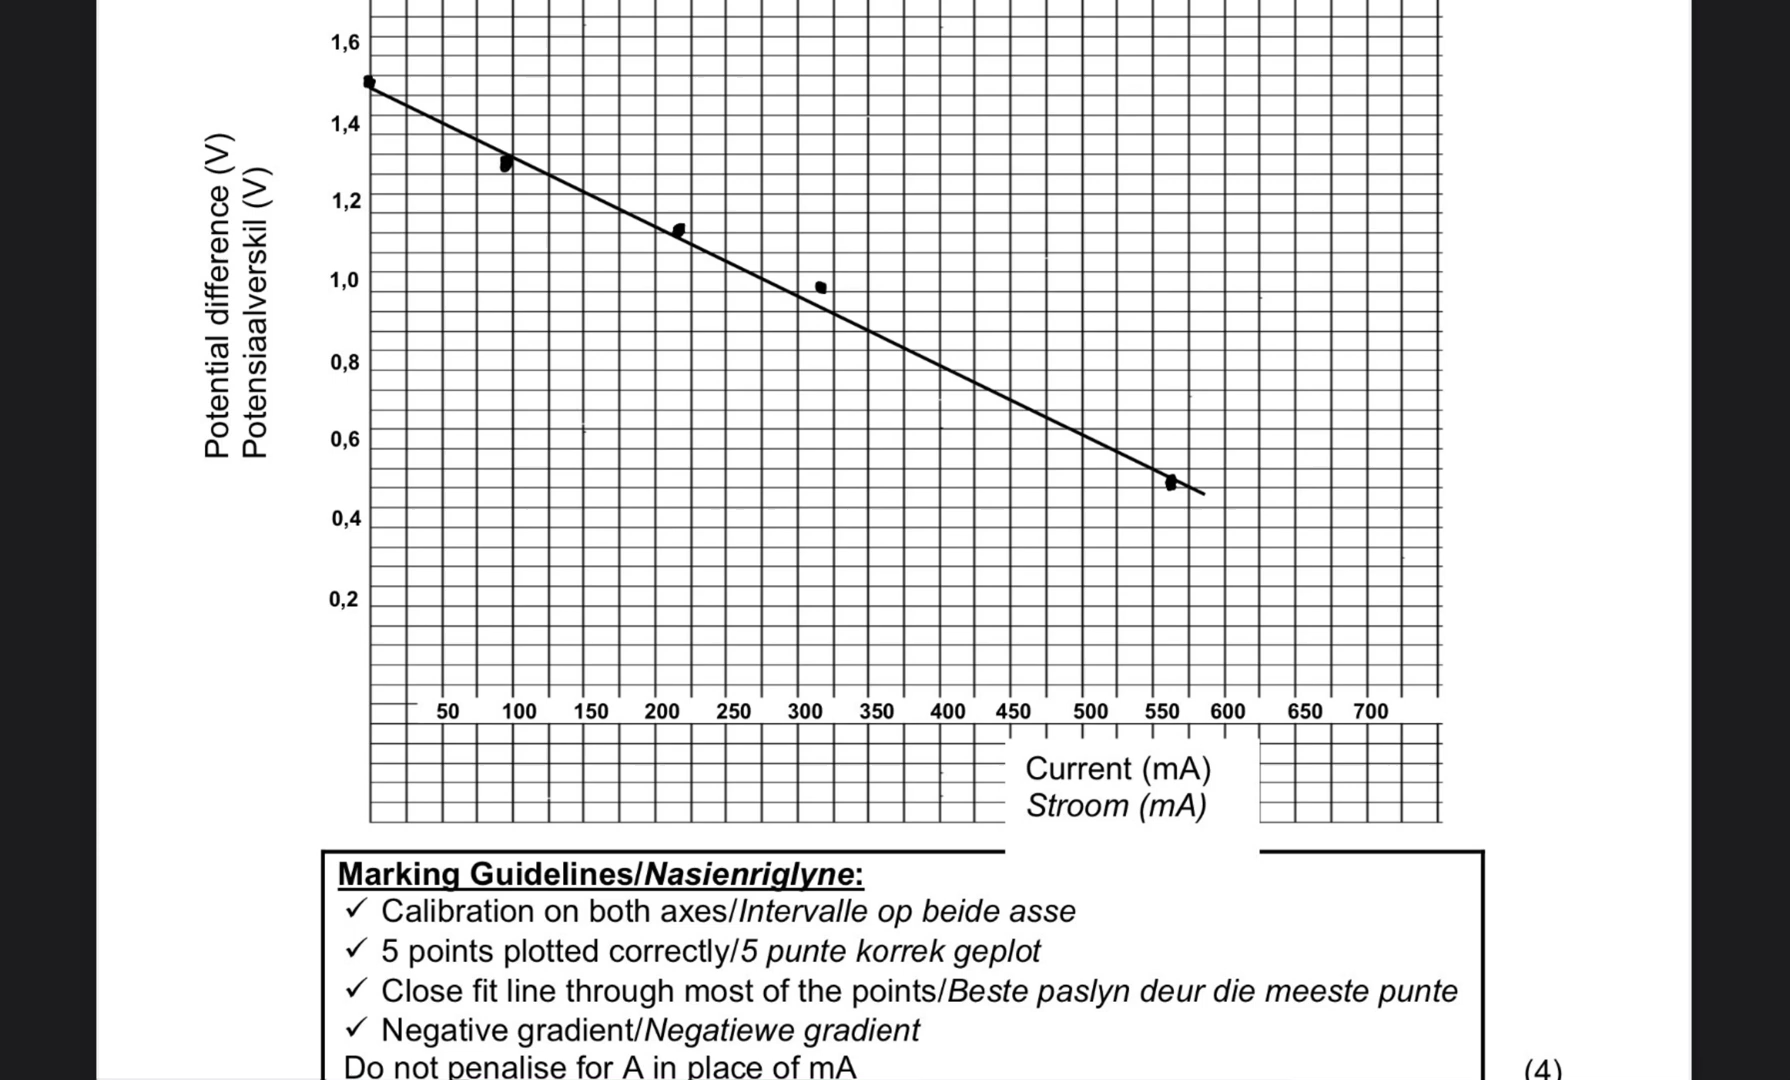 1,6
1,4
1,2
1,0
0,8
0,6
0,4
0,2
Potential difference (V)
Potensiaalverskil (V)
50 100 150 200 250 300 350 400 450 500 550 600 650 700
Current (mA)
Stroom (mA)
Marking Guidelines/Nasienriglyne:
✓ Calibration on both axes/Intervalle op beide asse
✓ 5 points plotted correctly/5 punte korrek geplot
✓ Close fit line through most of the points/Beste paslyn deur die meeste punte
✓ Negative gradient/Negatiewe gradient
Do not penalise for A in place of mA
(4)